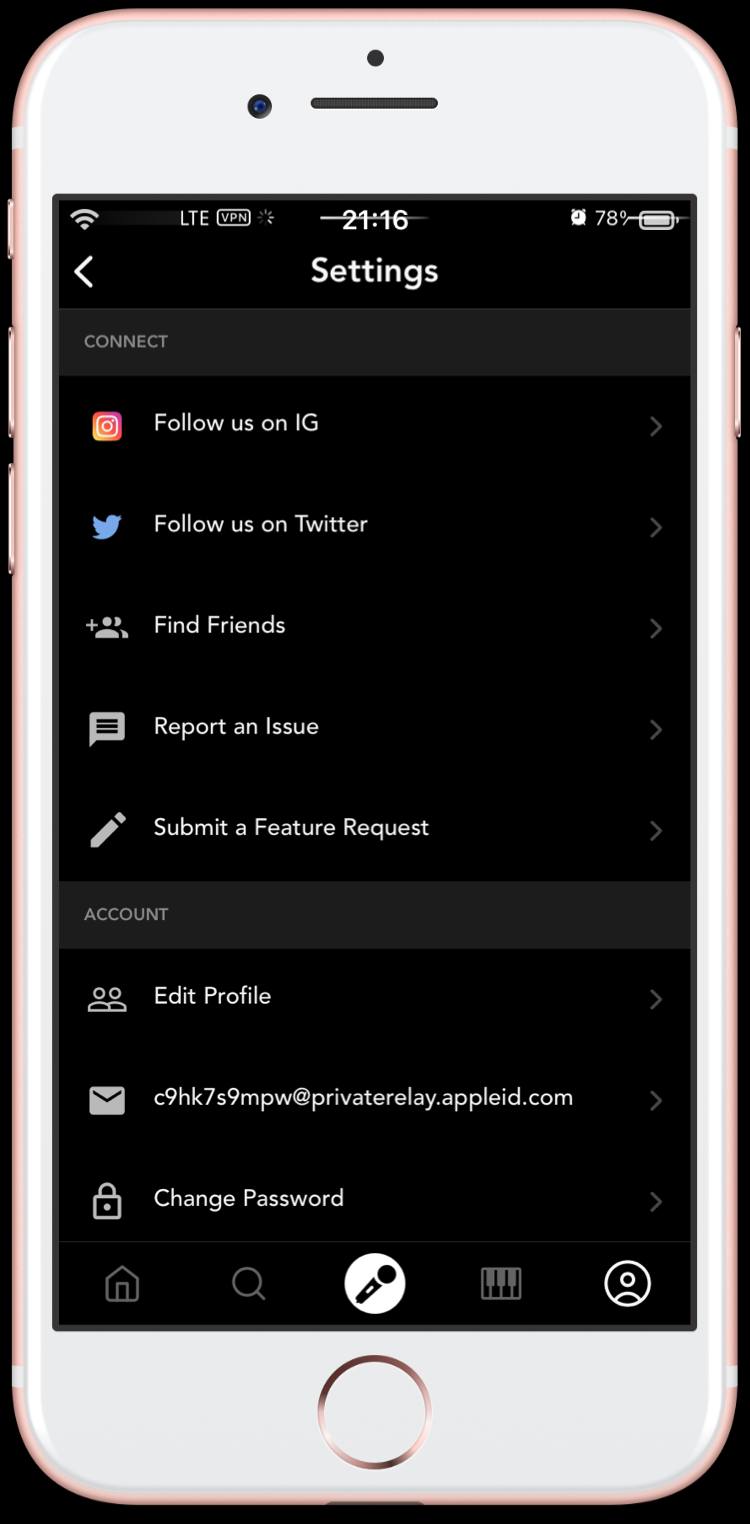 LTE VPN 21:16 78%
Settings
CONNECT
Follow us on IG
Follow us on Twitter
Find Friends
Report an Issue
Submit a Feature Request
ACCOUNT
Edit Profile
c9hk7s9mpw@privaterelay.appleid.com
Change Password